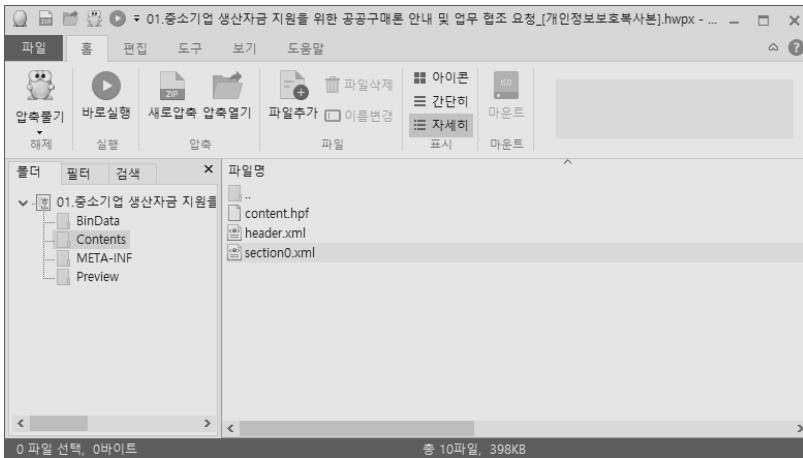 01.중소기업 생산자금 지원을 위한 공공구매론 안내 및 업무 협조 요청_[개인정보보호복사본].hwpx - ...
파일 홈 편집 도구 보기 도움말
압축풀기
해제
바로실행
실행
ZIP
새로압축 압축열기
압축
파일추가
파일삭제
이름변경
파일
아이콘
간단히
자세히
표시
ISO
마운트
마운트
폴더 필터 검색
01.중소기업 생산자금 지원을
BinData
Contents
META-INF
Preview
파일명
..
content.hpf
header.xml
section0.xml
0 파일 선택, 0바이트
총 10파일, 398KB